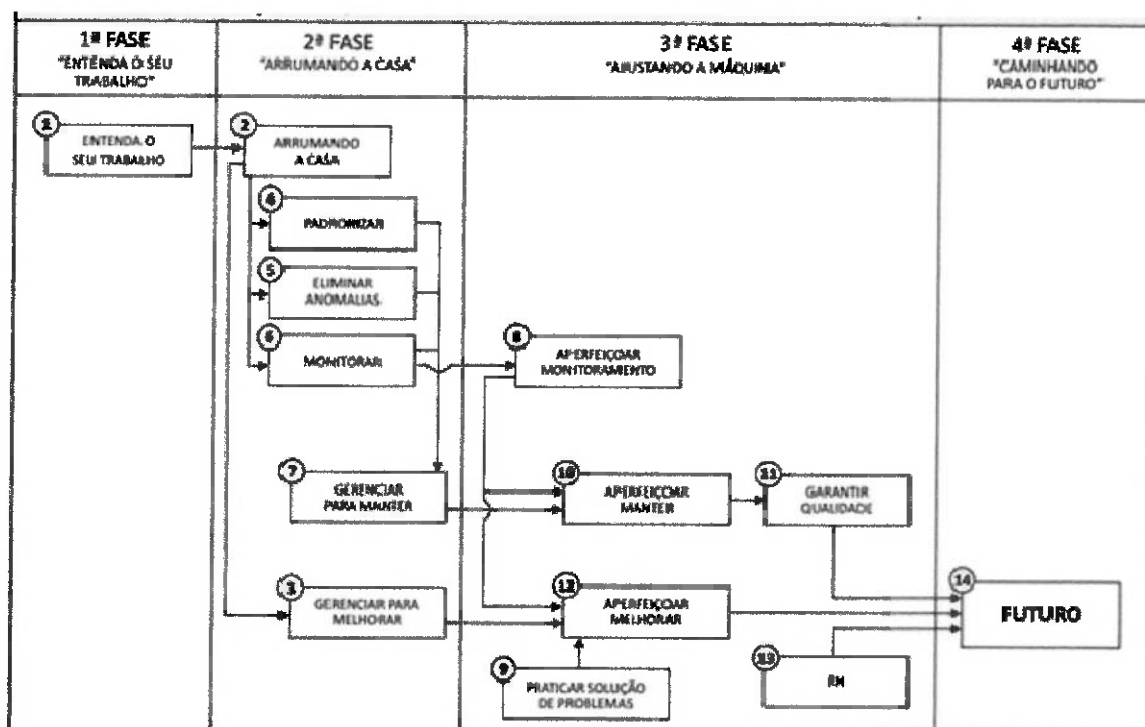 1ª FASE
"ENTENDA O SEU
TRABALHO"
2ª FASE
"ARRUMANDO A CASA"
3ª FASE
"AJUSTANDO A MÁQUINA"
4ª FASE
"CAMINHANDO
PARA O FUTURO"
1
ENTENDA O
SEU TRABALHO
2
ARRUMANDO
A CASA
4
PADRONIZAR
5
ELIMINAR
ANOMALIAS
6
MONITORAR
8
APERFEIÇOAR
MONITORAMENTO
7
GERENCIAR
PARA MANTER
10
APERFEIÇOAR
MANTER
11
GARANTIR
QUALIDADE
3
GERENCIAR PARA
MELHORAR
12
APERFEIÇOAR
MELHORAR
14
FUTURO
9
PRATICAR SOLUÇÃO
DE PROBLEMAS
13
RH